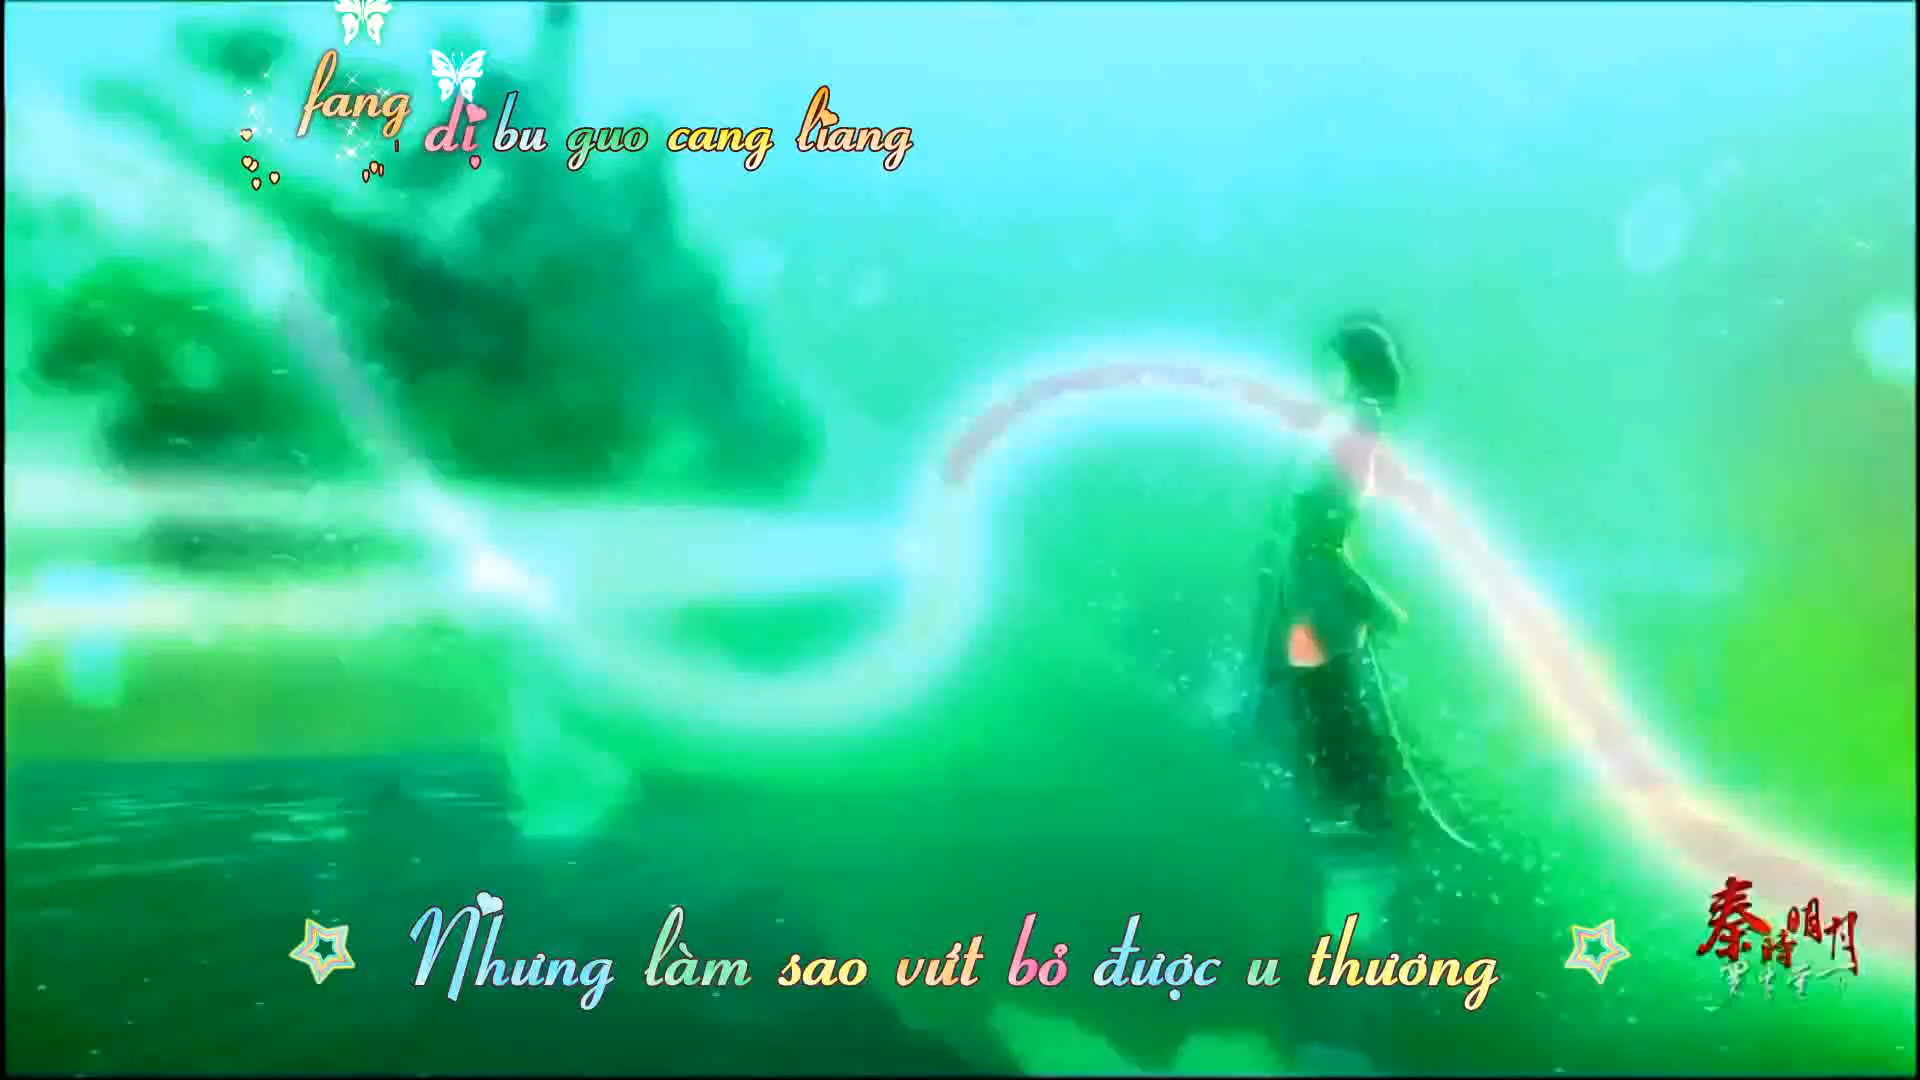 fang di bu guo cang liang
Nhưng làm sao vứt bỏ được u thương
秦時明月